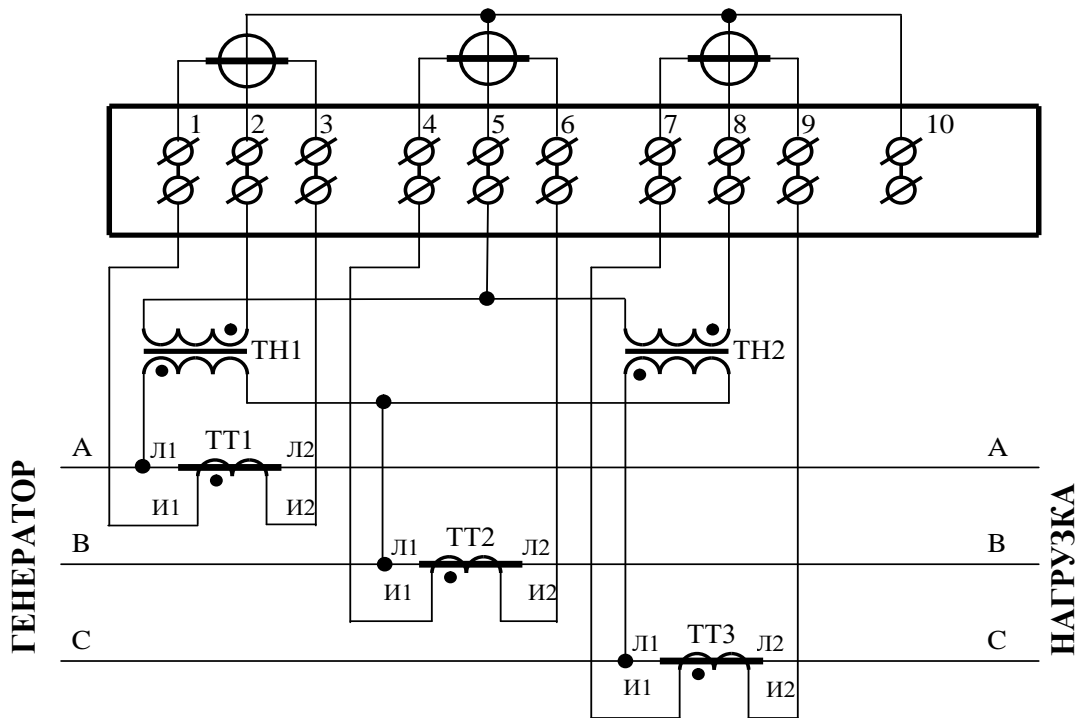 1 2 3 4 5 6 7 8 9 10
ТН1 ТН2
A Л1 ТТ1 Л2 A
И1 И2
B Л1 ТТ2 Л2 B
И1 И2
C Л1 ТТ3 Л2 C
И1 И2
ГЕНЕРАТОР
НАГРУЗКА